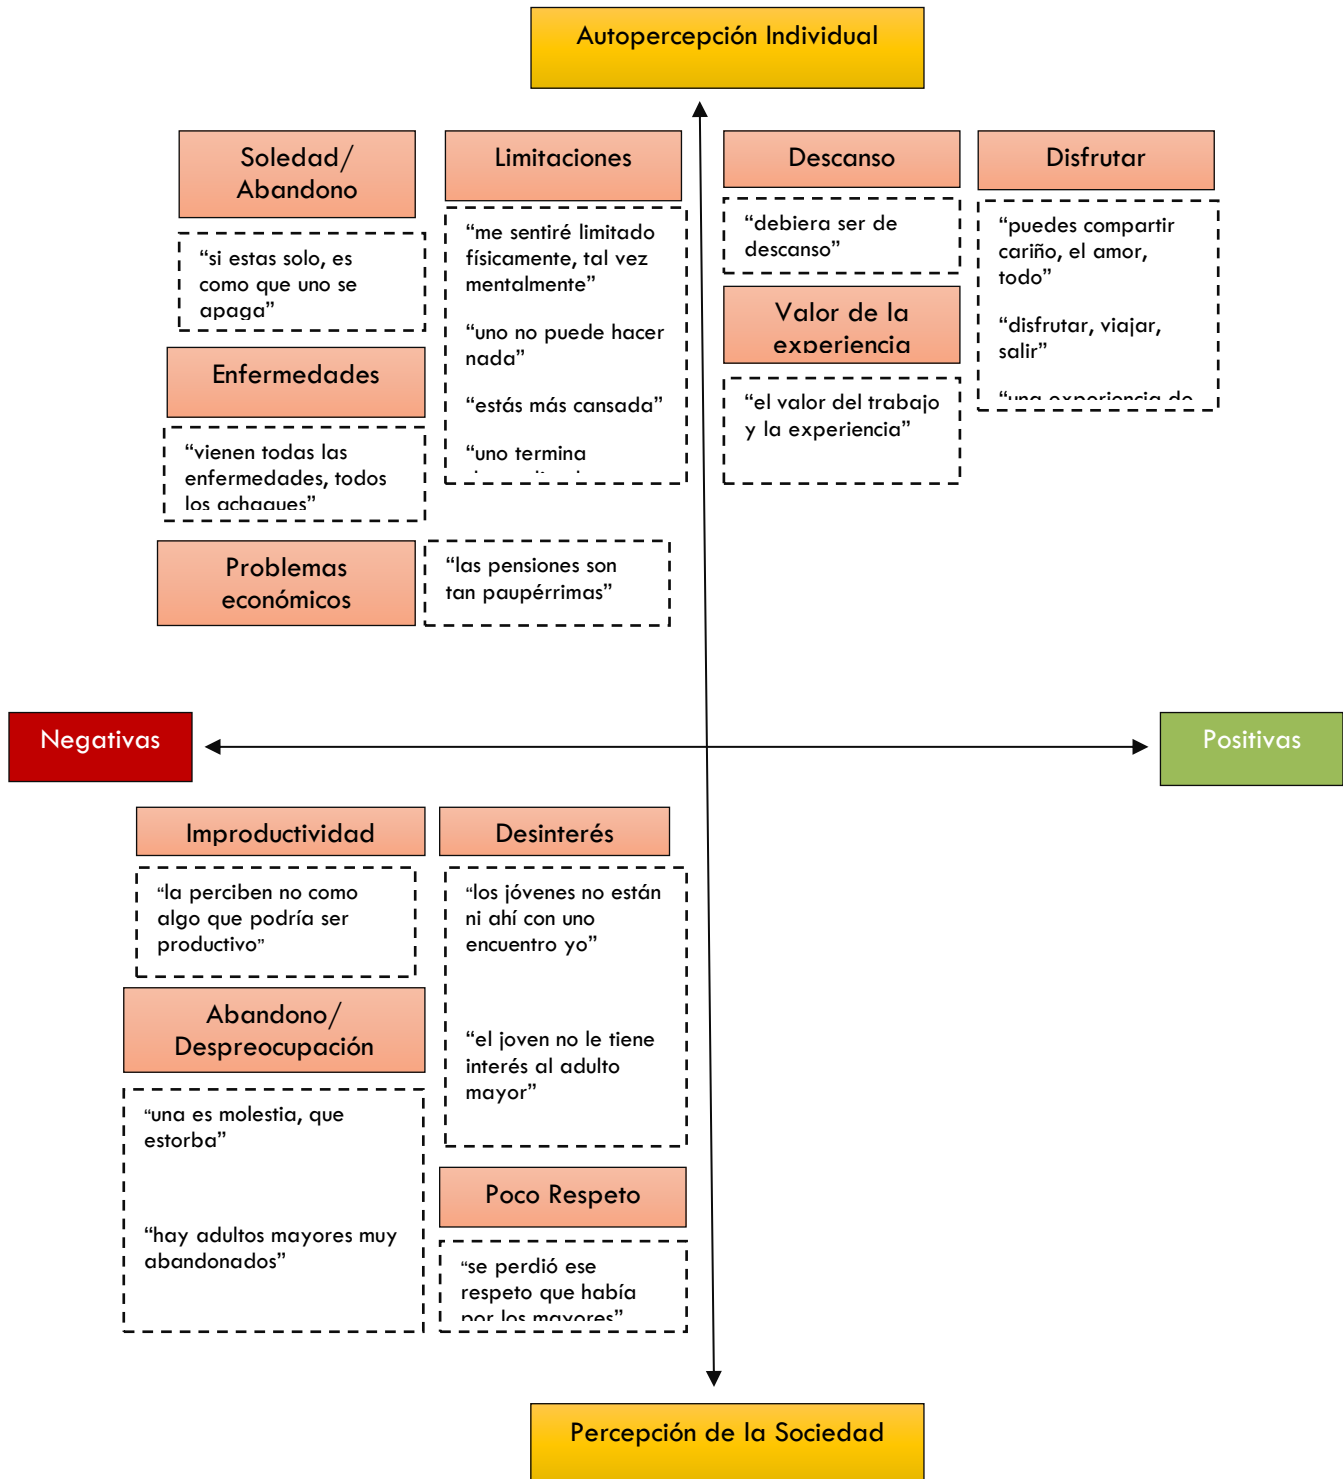 Autopercepción Individual
Soledad/
Abandono
“si estas solo, es
como que uno se
apaga”
Enfermedades
“vienen todas las
enfermedades, todos
los achaques”
Problemas
económicos
“las pensiones son
tan paupérrimas”
Limitaciones
“me sentiré limitado
físicamente, tal vez
mentalmente”
“uno no puede hacer
nada”
“estás más cansada”
“uno termina
Descanso
“debiera ser de
descanso”
Valor de la
experiencia
“el valor del trabajo
y la experiencia”
Disfrutar
“puedes compartir
cariño, el amor,
todo”
“disfrutar, viajar,
salir”
“una experiencia de
Negativas
Positivas
Improductividad
“la perciben no como
algo que podría ser
productivo”
Abandono/
Despreocupación
“una es molestia, que
estorba”
“hay adultos mayores muy
abandonados”
Desinterés
“los jóvenes no están
ni ahí con uno
encuentro yo”
“el joven no le tiene
interés al adulto
mayor”
Poco Respeto
“se perdió ese
respeto que había
por los mayores”
Percepción de la Sociedad